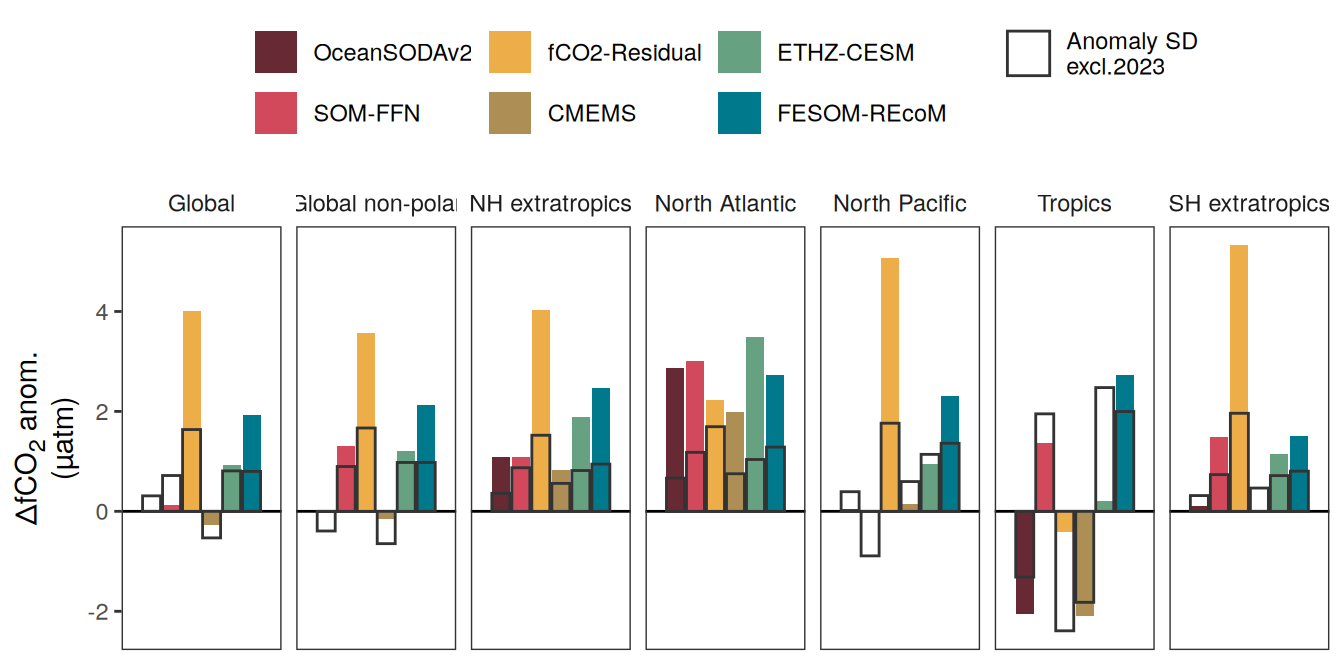 OceanSODAv2
fCO2-Residual
ETHZ-CESM
Anomaly SD
excl.2023
SOM-FFN
CMEMS
FESOM-REcoM
Global
Global non-polar
NH extratropics
North Atlantic
North Pacific
Tropics
SH extratropics
ΔfCO₂ anom.
(µatm)
4
2
0
-2